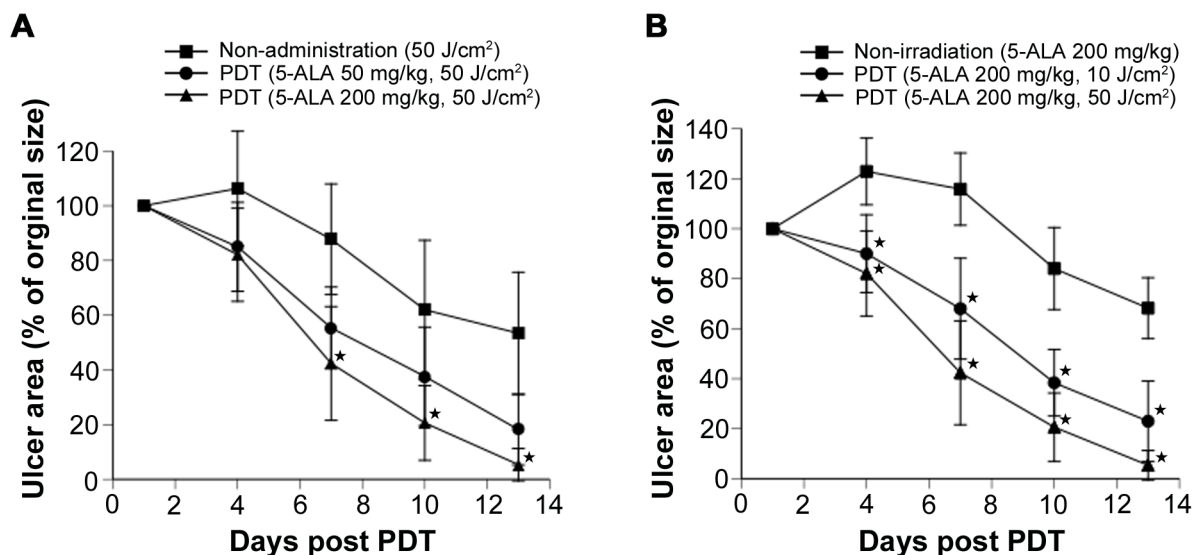 A
Non-administration (50 J/cm²)
PDT (5-ALA 50 mg/kg, 50 J/cm²)
PDT (5-ALA 200 mg/kg, 50 J/cm²)
Ulcer area (% of orginal size)
120
100
80
60
40
20
0
0 2 4 6 8 10 12 14
Days post PDT
B
Non-irradiation (5-ALA 200 mg/kg)
PDT (5-ALA 200 mg/kg, 10 J/cm²)
PDT (5-ALA 200 mg/kg, 50 J/cm²)
Ulcer area (% of orginal size)
140
120
100
80
60
40
20
0
0 2 4 6 8 10 12 14
Days post PDT